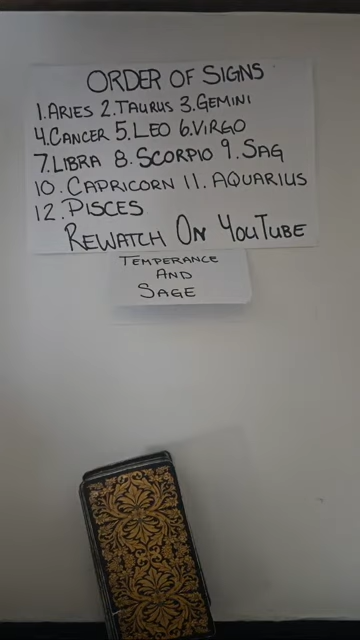 ORDER OF SIGNS
1.ARIES 2.TAURUS 3.GEMINI
4.CANCER 5.LEO 6.VIRGO
7.LIBRA 8.SCORPIO 9.SAG
10.CAPRICORN 11.AQUARIUS
12.PISCES
REWATCH ON YOUTUBE
TEMPERANCE
AND
SAGE